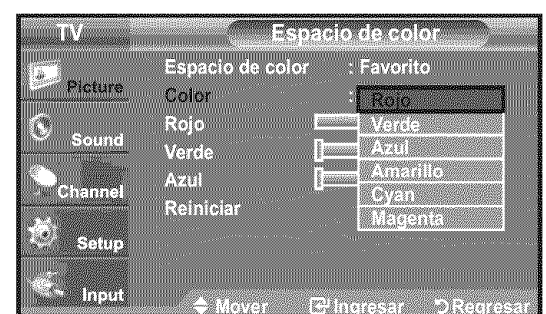 TV
Espacio de color
Picture
Sound
Channel
Setup
Input
Espacio de color : Favorito
Color :
Rojo
Verde
Azul
Reiniciar
Rojo
Verde
Azul
Amarillo
Cyan
Magenta
Mover Ingresar Regresar